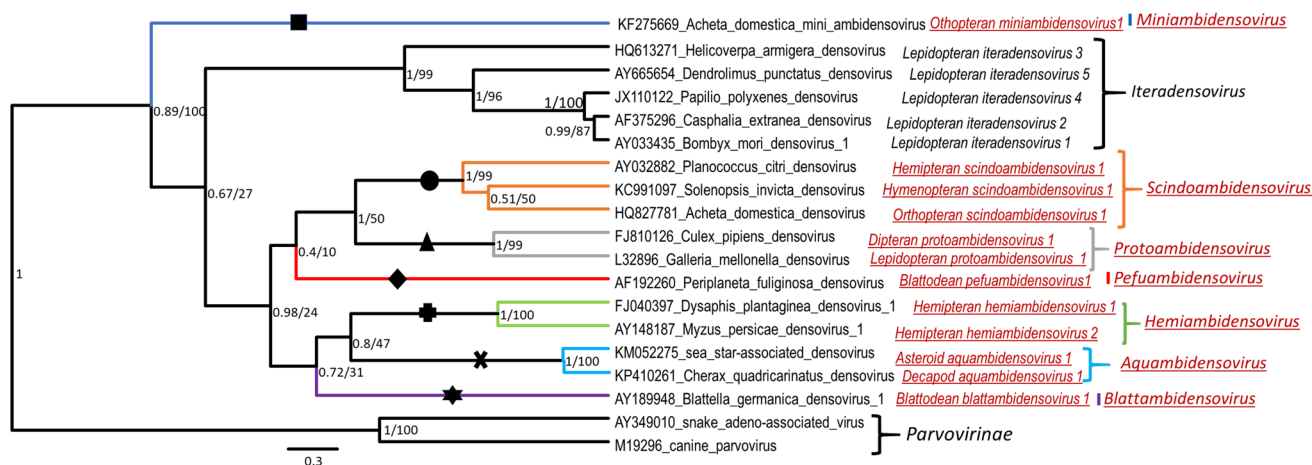 KF275669_Acheta_domestica_mini_ambidensovirus Othopteran miniambidensovirus1 Miniambidensovirus
HQ613271_Helicoverpa_armigera_densovirus Lepidopteran iteradensovirus 3
1/99
AY665654_Dendrolimus_punctatus_densovirus Lepidopteran iteradensovirus 5
0.89/100
1/96
1/100
JX110122_Papilio_polyxenes_densovirus Lepidopteran iteradensovirus 4
Iteradensovirus
AF375296_Casphalia_extranea_densovirus Lepidopteran iteradensovirus 2
0.99/87
AY033435_Bombyx_mori_densovirus_1 Lepidopteran iteradensovirus 1
AY032882_Planococcus_citri_densovirus Hemipteran scindoambidensovirus 1
1/99
0.67/27
KC991097_Solenopsis_invicta_densovirus Hymenopteran scindoambidensovirus 1
Scindoambidensovirus
0.51/50
HQ827781_Acheta_domestica_densovirus Orthopteran scindoambidensovirus 1
1/50
FJ810126_Culex_pipiens_densovirus Dipteran protoambidensovirus 1
0.4/10
1/99
Protoambidensovirus
L32896_Galleria_mellonella_densovirus Lepidopteran protoambidensovirus 1
1
AF192260_Periplaneta_fuliginosa_densovirus Blattodean pefuambidensovirus1 Pefuambidensovirus
0.98/24
FJ040397_Dysaphis_plantaginea_densovirus_1 Hemipteran hemiambidensovirus 1
1/100
Hemiambidensovirus
AY148187_Myzus_persicae_densovirus_1 Hemipteran hemiambidensovirus 2
0.8/47
KM052275_sea_star-associated_densovirus Asteroid aquambidensovirus 1
1/100
Aquambidensovirus
0.72/31
KP410261_Cherax_quadricarinatus_densovirus Decapod aquambidensovirus 1
AY189948_Blattella_germanica_densovirus_1 Blattodean blattambidensovirus 1 Blattambidensovirus
AY349010_snake_adeno-associated_virus
1/100
Parvovirinae
M19296_canine_parvovirus
0.3